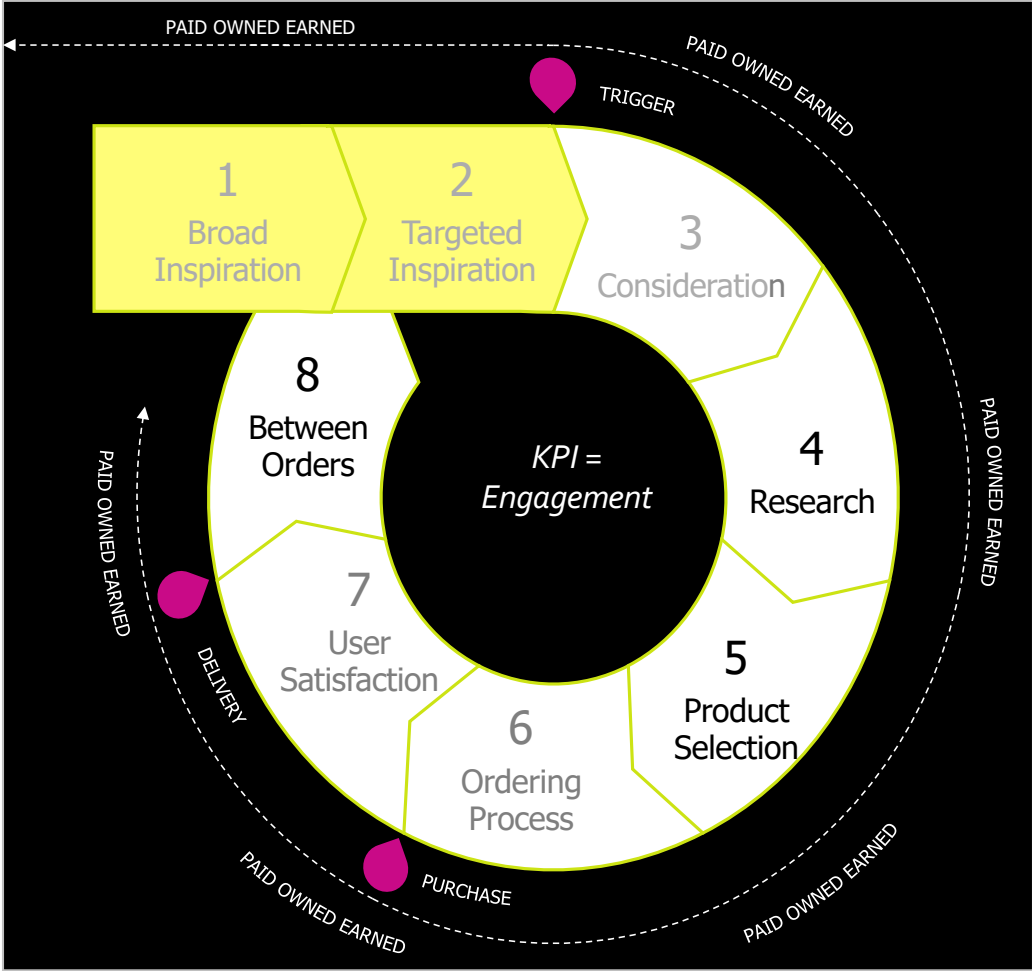 PAID OWNED EARNED
PAID OWNED EARNED
TRIGGER
1
Broad
Inspiration
2
Targeted
Inspiration
3
Consideration
8
Between
Orders
KPI =
Engagement
4
Research
PAID OWNED EARNED
PAID OWNED EARNED
7
User
Satisfaction
5
Product
Selection
DELIVERY
6
Ordering
Process
PURCHASE
PAID OWNED EARNED
PAID OWNED EARNED